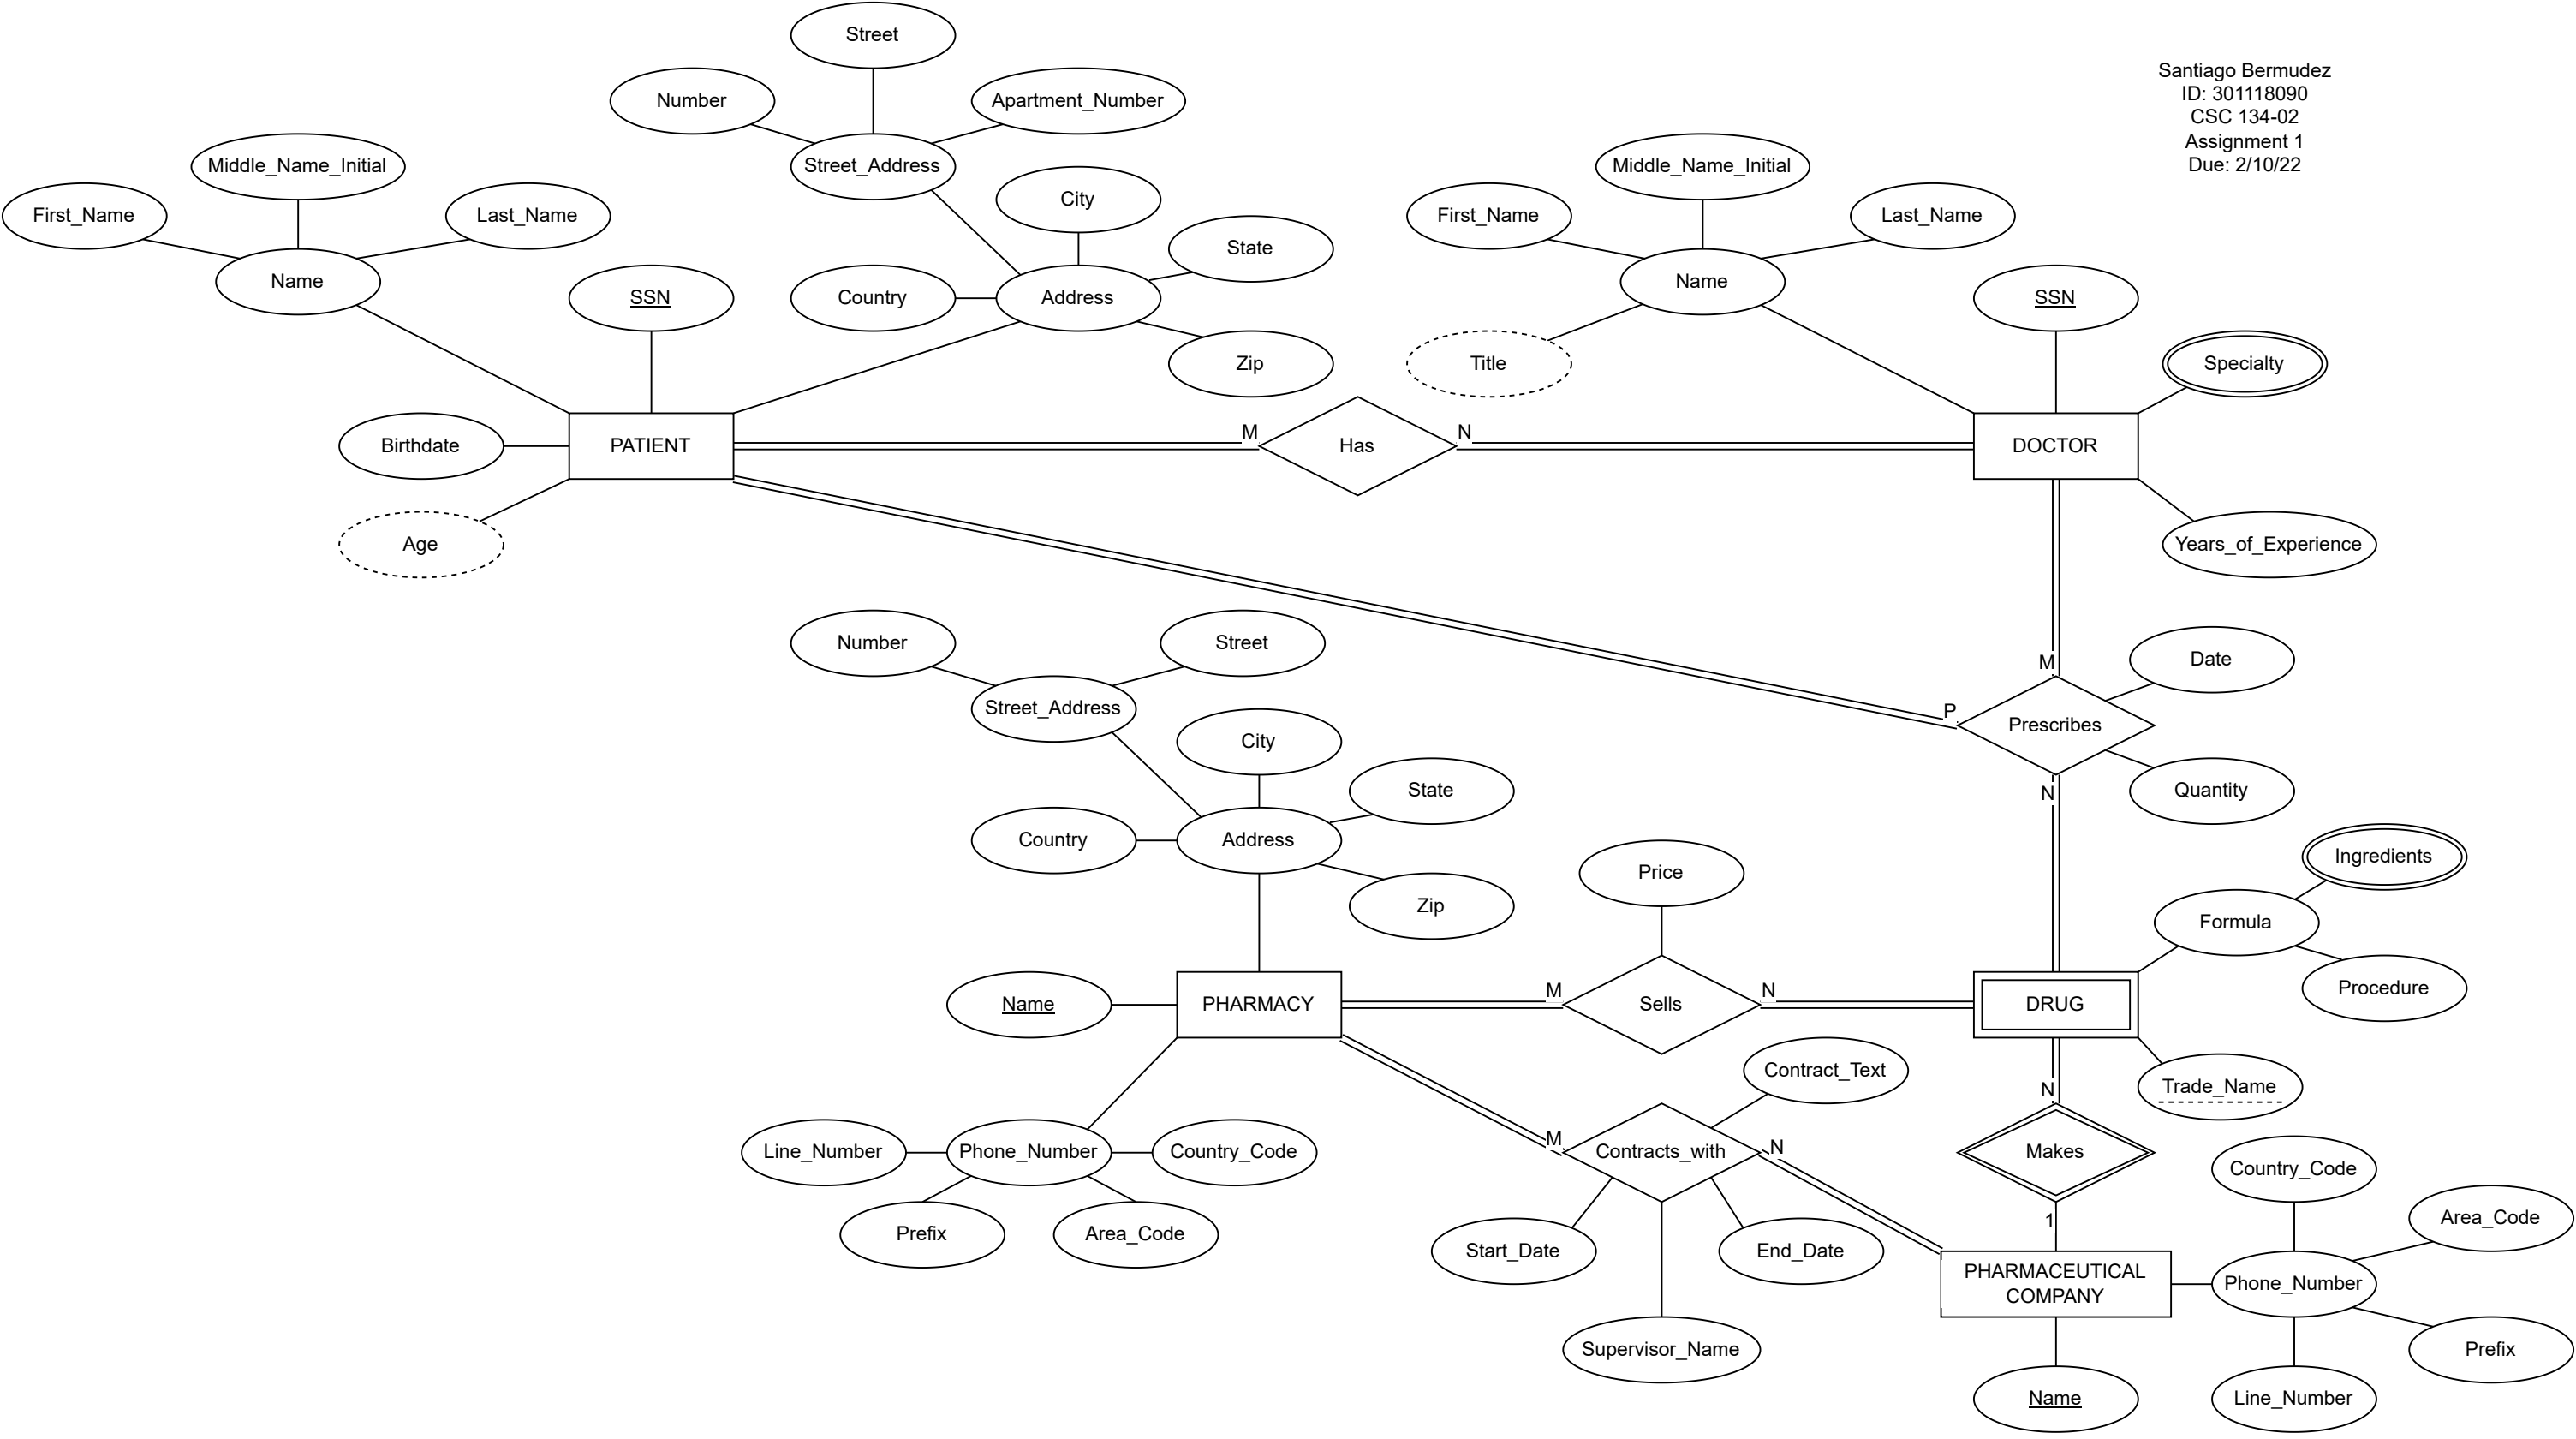 Street
Santiago Bermudez
ID: 301118090
CSC 134-02
Assignment 1
Due: 2/10/22
Number
Apartment_Number
Middle_Name_Initial
Street_Address
Middle_Name_Initial
City
First_Name
Last_Name
First_Name
Last_Name
State
Name
Name
SSN
Country
Address
SSN
Zip
Title
Specialty
M
N
Birthdate
PATIENT
Has
DOCTOR
Age
Years_of_Experience
Number
Street
M
Date
Street_Address
P
Prescribes
City
State
N
Quantity
Country
Address
Ingredients
Price
Zip
Formula
M
N
Procedure
Name
PHARMACY
Sells
DRUG
Contract_Text
N
Trade_Name
M
N
Line_Number
Phone_Number
Country_Code
Contracts_with
Makes
Country_Code
Prefix
Area_Code
1
Area_Code
Start_Date
End_Date
PHARMACEUTICAL
COMPANY
Phone_Number
Supervisor_Name
Prefix
Name
Line_Number